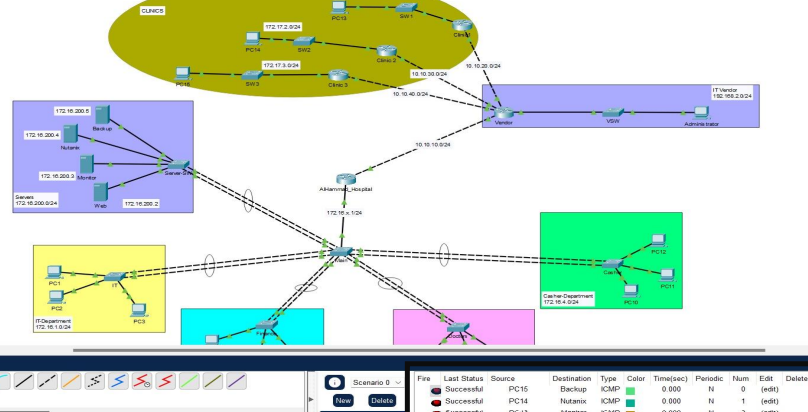 CLINICS
PC13
SW1
Clinic1
172.17.2.0/24
PC14
SW2
Clinic 2
10.10.20.0/24
172.17.3.0/24
PC15
SW3
Clinic 3
10.10.30.0/24
10.10.40.0/24
IT Vendor
192.168.2.0/24
Vendor
VSW
Administrator
172.16.200.5
Backup
172.16.200.4
Nutanix
172.16.200.3
Monitor
Web
172.16.200.2
Servers
172.16.200.0/24
10.10.10.0/24
AlHammad_Hospital
172.16.x.1/24
Main
PC1
PC2
IT
PC3
IT-Department
172.16.1.0/24
Finance
PC12
PC11
PC10
Casher-Department
172.16.4.0/24
Scenario 0
New
Delete
Fire Last Status Source Destination Type Color Time(sec) Periodic Num Edit Delete
Successful PC15 Backup ICMP 0.000 N 0 (edit)
Successful PC14 Nutanix ICMP 0.000 N 1 (edit)